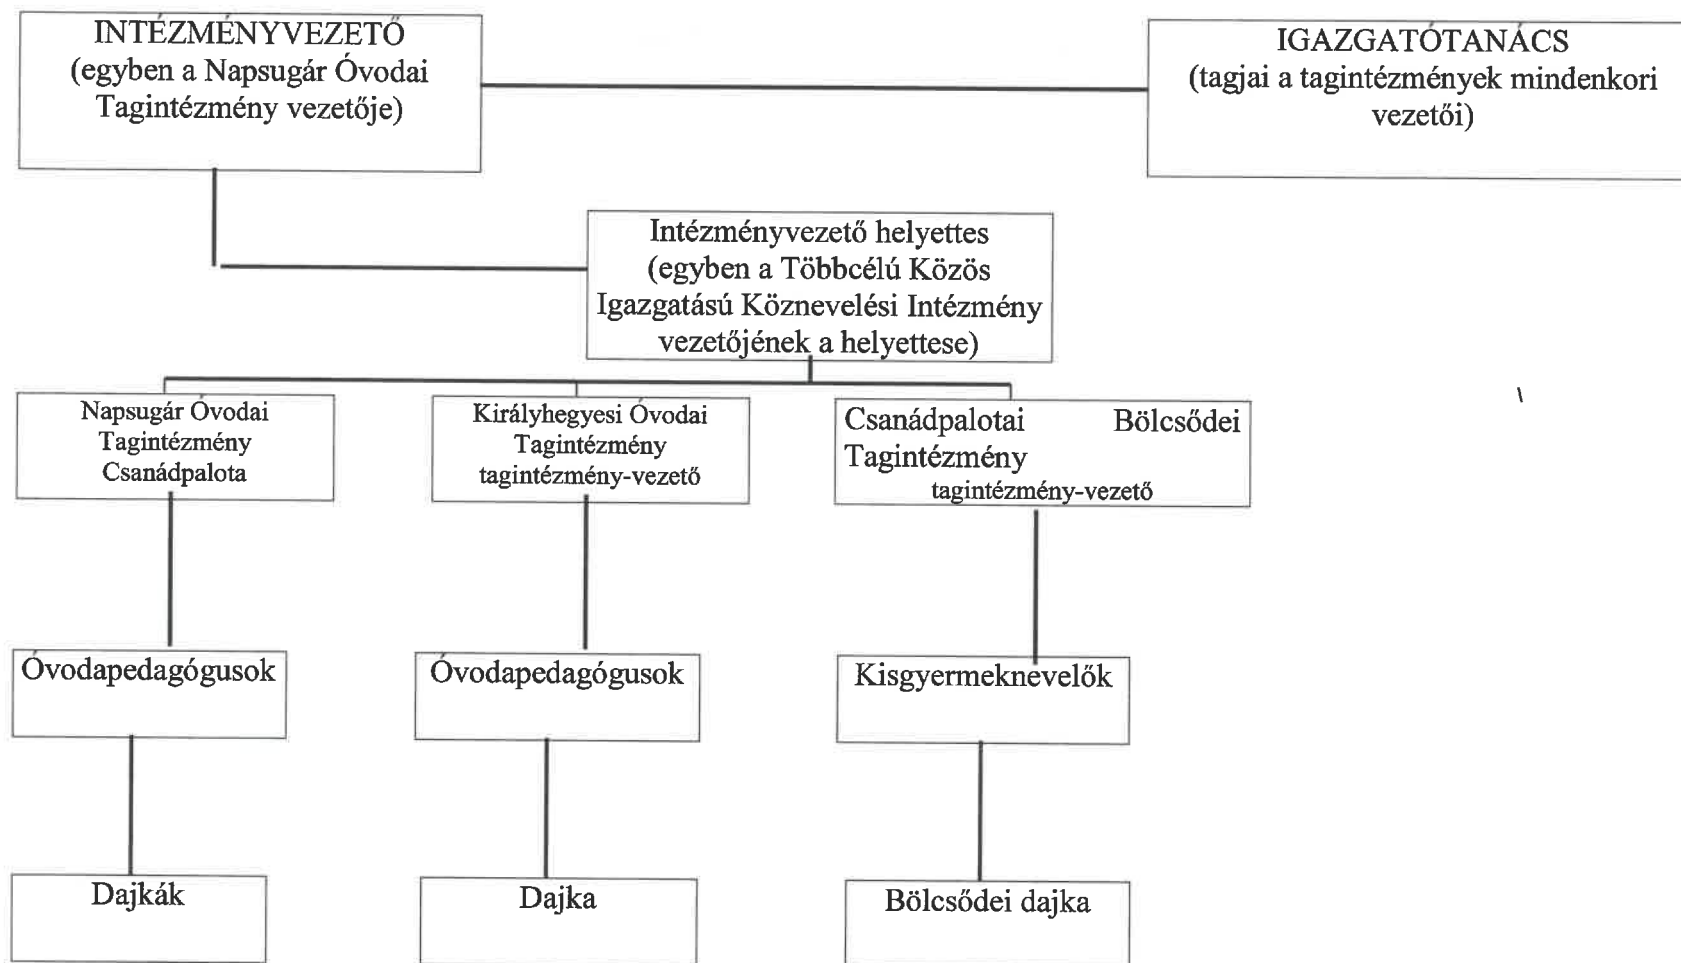 INTÉZMÉNYVEZETŐ
(egyben a Napsugár Óvodai
Tagintézmény vezetője)
IGAZGATÓTANÁCS
(tagjai a tagintézmények mindenkori
vezetői)
Intézményvezető helyettes
(egyben a Többcélú Közös
Igazgatású Köznevelési Intézmény
vezetőjének a helyettese)
Napsugár Óvodai
Tagintézmény
Csanádpalota
Királyhegyesi Óvodai
Tagintézmény
tagintézmény-vezető
Csanádpalotai Bölcsődei
Tagintézmény
tagintézmény-vezető
Óvodapedagógusok
Óvodapedagógusok
Kisgyermeknevelők
Dajkák
Dajka
Bölcsődei dajka